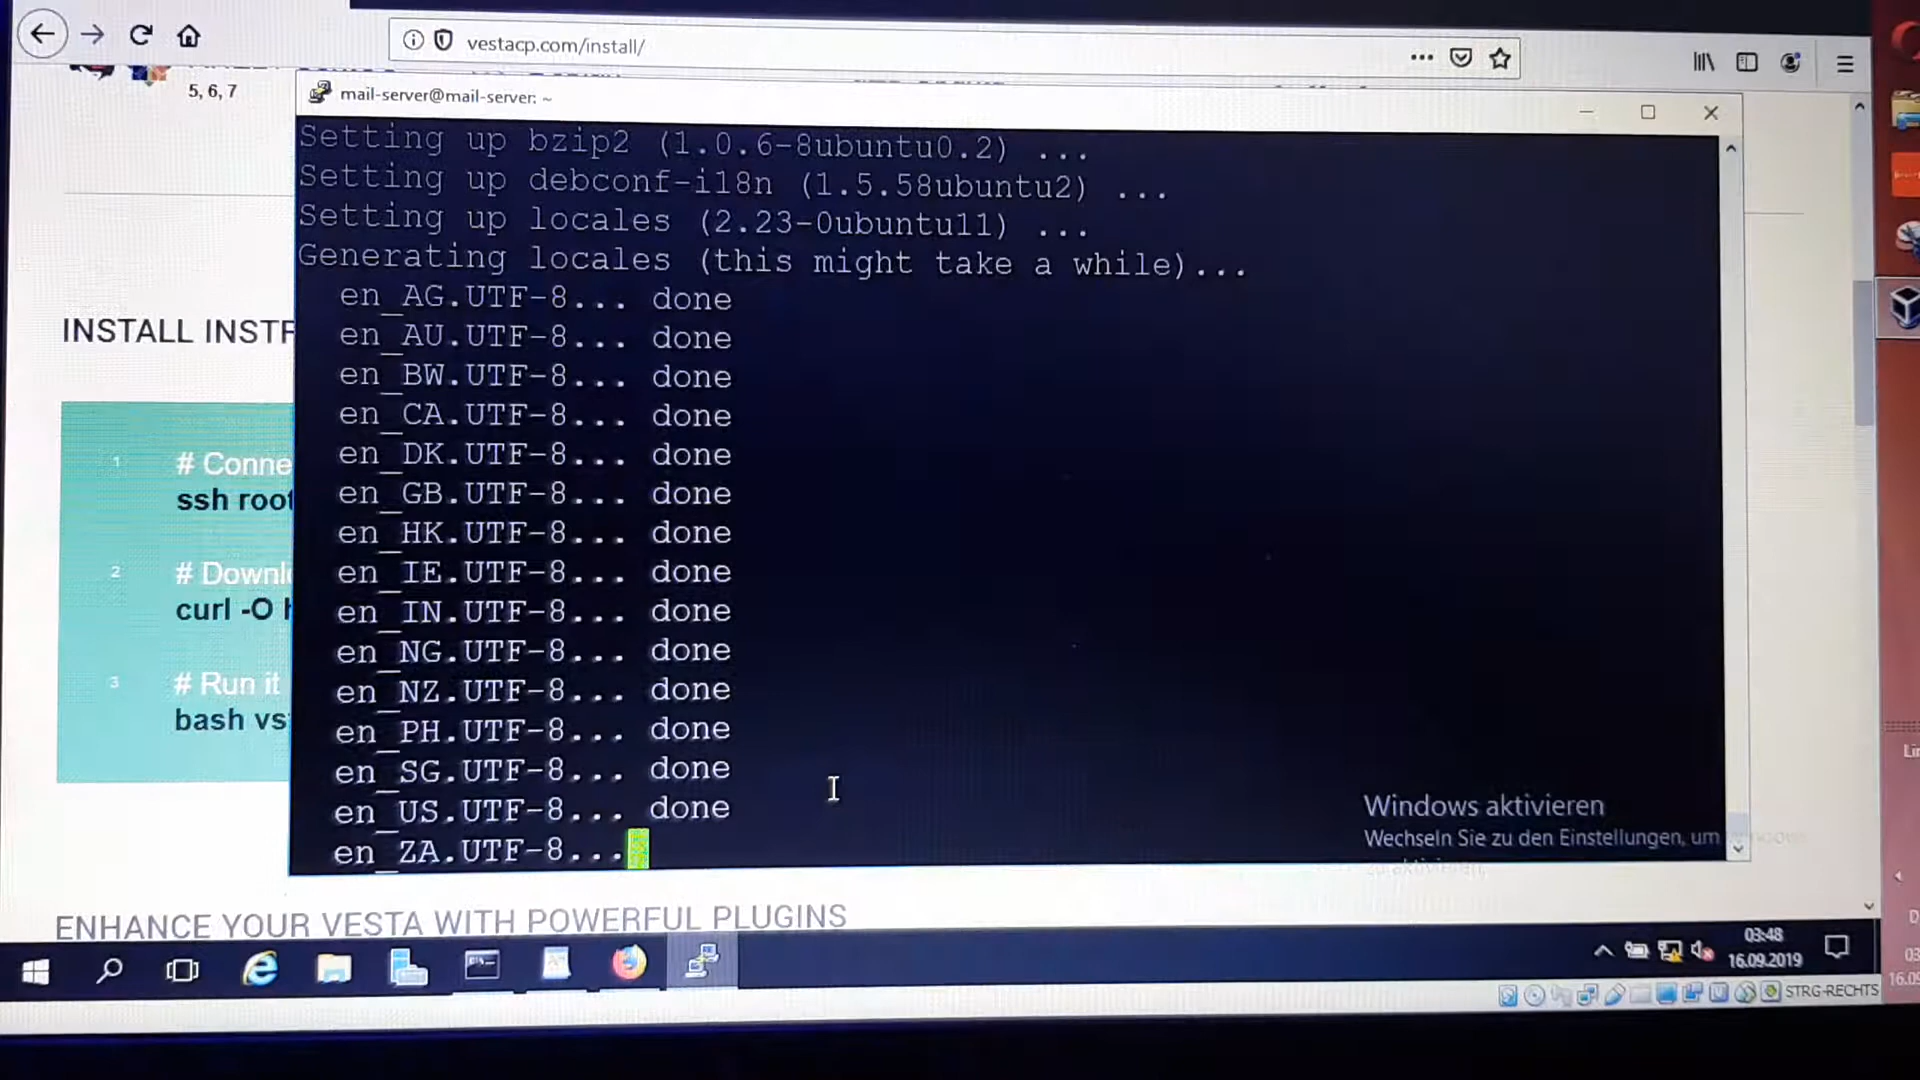 vestacp.com/install/
5, 6, 7
mail-server@mail-server: ~
Setting up bzip2 (1.0.6-8ubuntu0.2) ...
Setting up debconf-i18n (1.5.58ubuntu2) ...
Setting up locales (2.23-0ubuntu11) ...
Generating locales (this might take a while)...
en_AG.UTF-8... done
en_AU.UTF-8... done
en_BW.UTF-8... done
en_CA.UTF-8... done
en_DK.UTF-8... done
en_GB.UTF-8... done
en_HK.UTF-8... done
en_IE.UTF-8... done
en_IN.UTF-8... done
en_NG.UTF-8... done
en_NZ.UTF-8... done
en_PH.UTF-8... done
en_SG.UTF-8... done
en_US.UTF-8... done
en_ZA.UTF-8...
INSTALL INSTR
1 # Conne
ssh root
2 # Downl
curl -O h
3 # Run it
bash vs
Windows aktivieren
Wechseln Sie zu den Einstellungen, um Windows
zu aktivieren.
ENHANCE YOUR VESTA WITH POWERFUL PLUGINS
03:48
16.09.2019
STRG-RECHTS